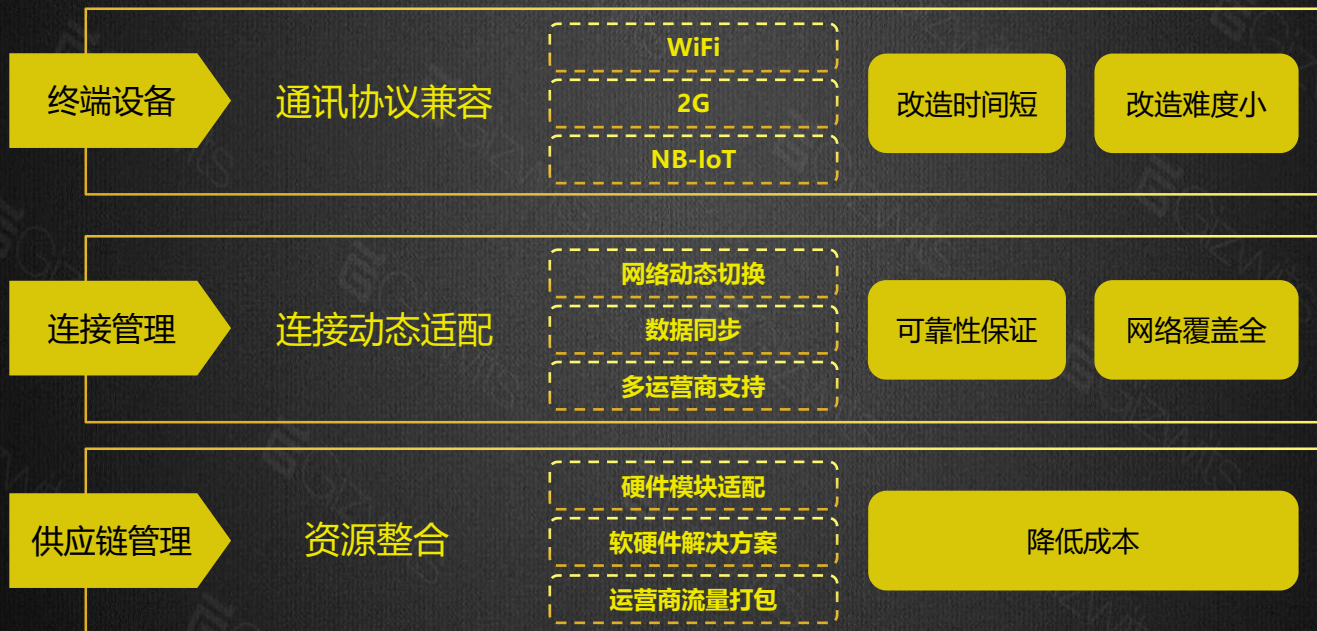 终端设备
通讯协议兼容
WiFi
2G
NB-IoT
改造时间短
改造难度小
连接管理
连接动态适配
网络动态切换
数据同步
多运营商支持
可靠性保证
网络覆盖全
供应链管理
资源整合
硬件模块适配
软硬件解决方案
运营商流量打包
降低成本
Gizwits